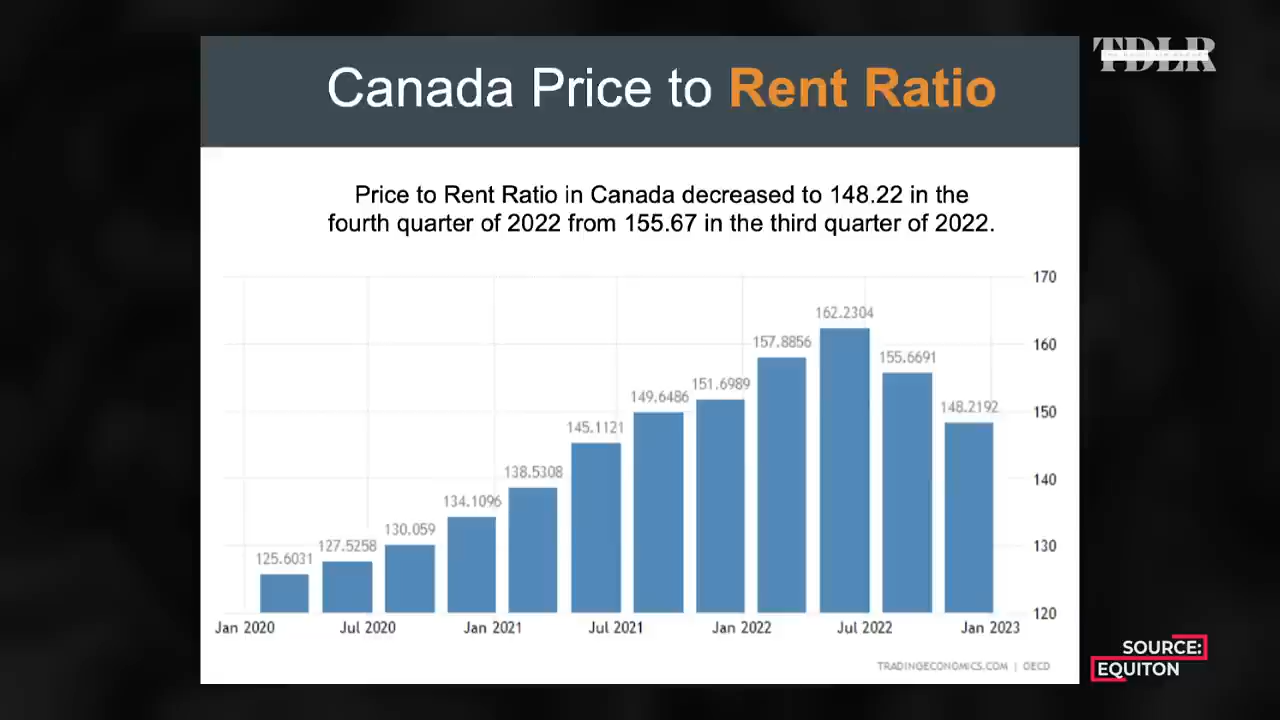 TDLR
Canada Price to Rent Ratio
Price to Rent Ratio in Canada decreased to 148.22 in the
fourth quarter of 2022 from 155.67 in the third quarter of 2022.
170
162.2304
160
157.8856
155.6691
151.6989
149.6486
150
148.2192
145.1121
140
138.5308
134.1096
130.059
130
127.5258
125.6031
120
Jan 2020 Jul 2020 Jan 2021 Jul 2021 Jan 2022 Jul 2022 Jan 2023
TRADINGECONOMICS.COM | OECD
SOURCE:
EQUITON